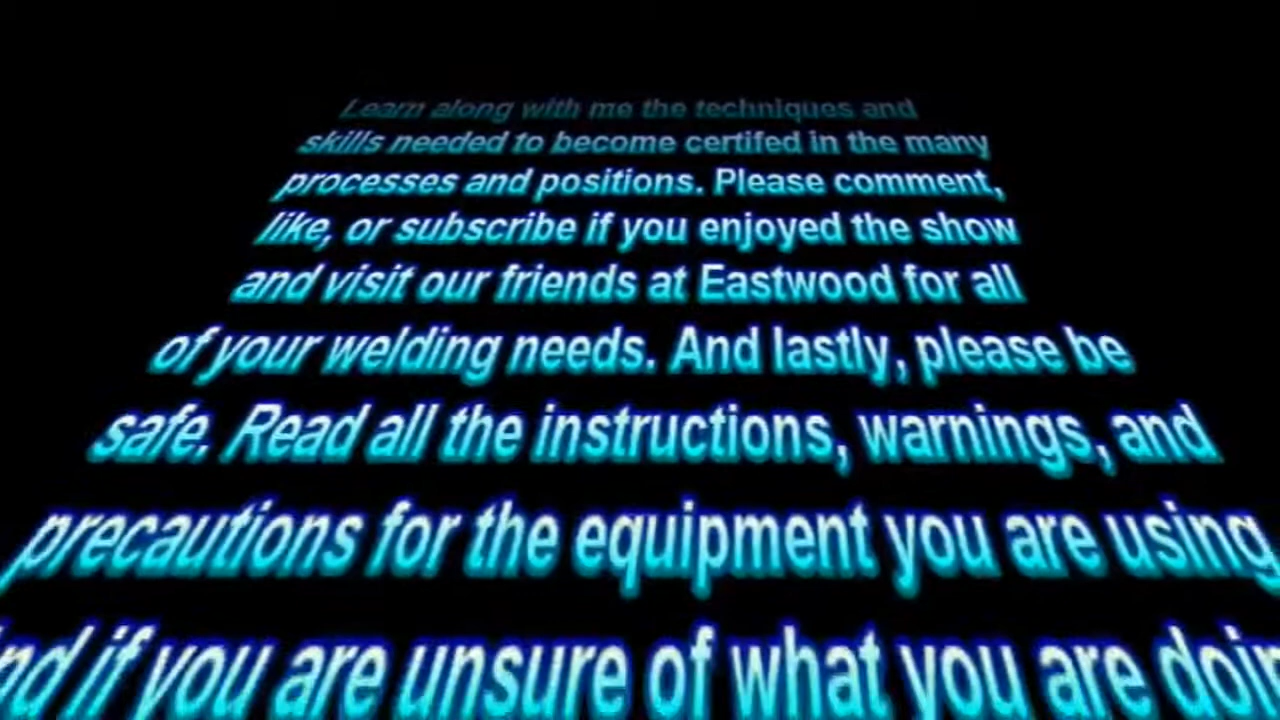 Learn along with me the techniques and
skills needed to become certifed in the many
processes and positions. Please comment,
like, or subscribe if you enjoyed the show
and visit our friends at Eastwood for all
of your welding needs. And lastly, please be
safe. Read all the instructions, warnings, and
precautions for the equipment you are using
if you are unsure of what you are